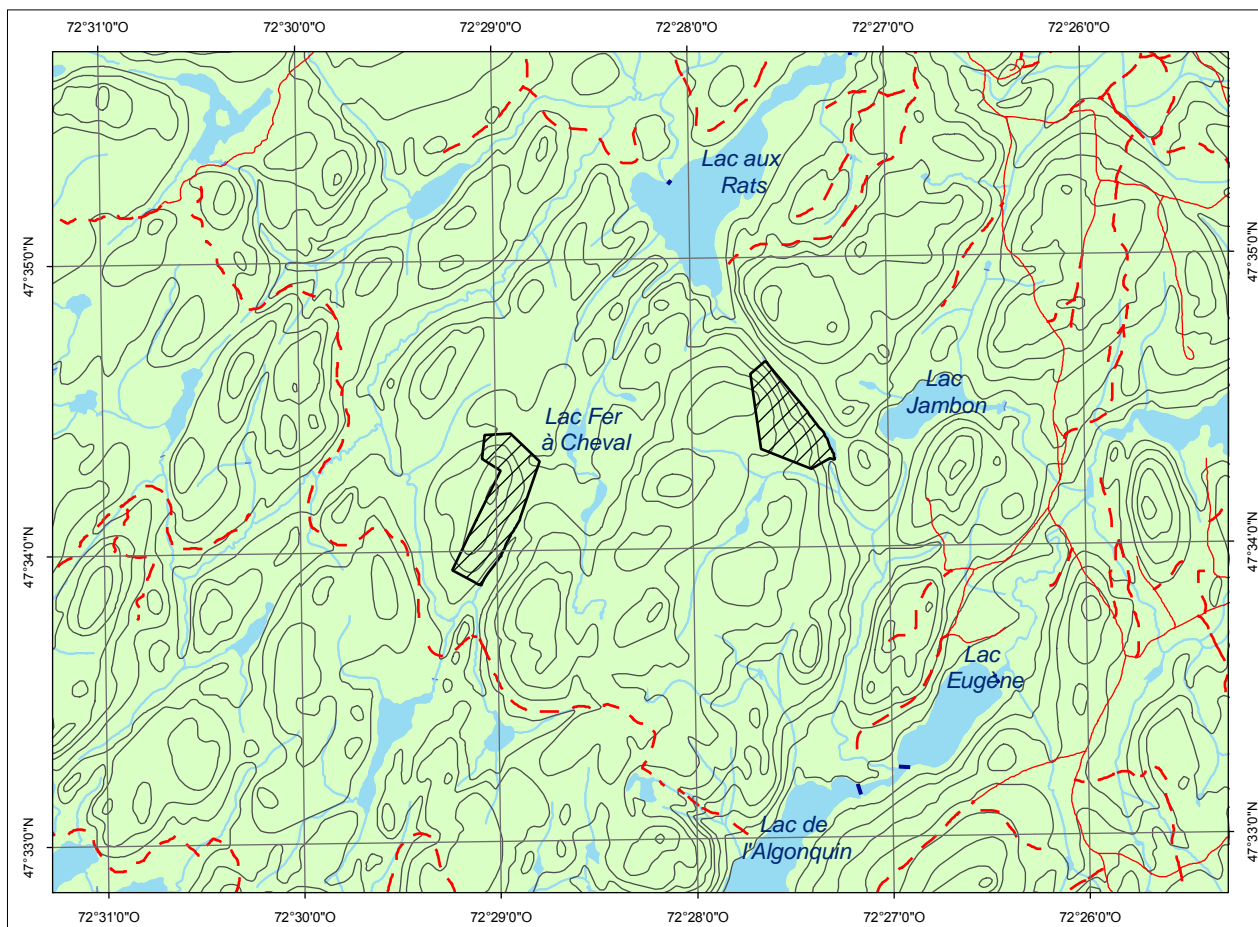 72°31'0"O 72°30'0"O 72°29'0"O 72°28'0"O 72°27'0"O 72°26'0"O
Lac aux
Rats
47°35'0"N 47°35'0"N
Lac
Jambon
Lac Fer
à Cheval
47°34'0"N 47°34'0"N
Lac
Eugène
Lac de
l'Algonquin
47°33'0"N 47°33'0"N
72°31'0"O 72°30'0"O 72°29'0"O 72°28'0"O 72°27'0"O 72°26'0"O